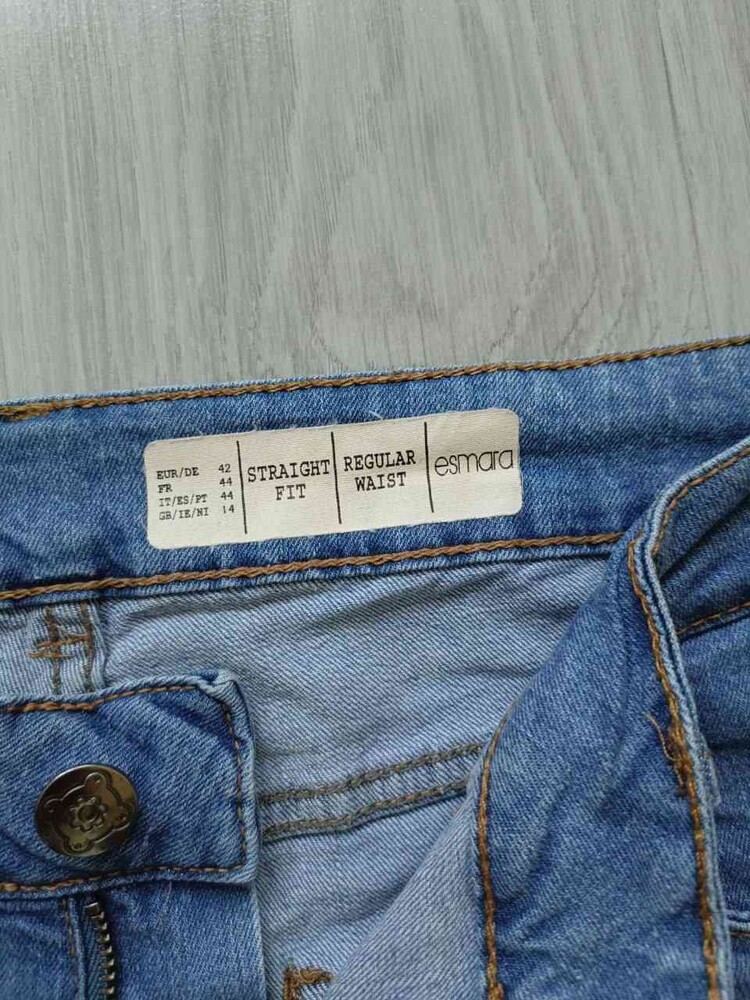 EUR/DE 42
FR 44
IT/ES/PT 44
GB/IE/NI 14
STRAIGHT
FIT
REGULAR
WAIST
esmara